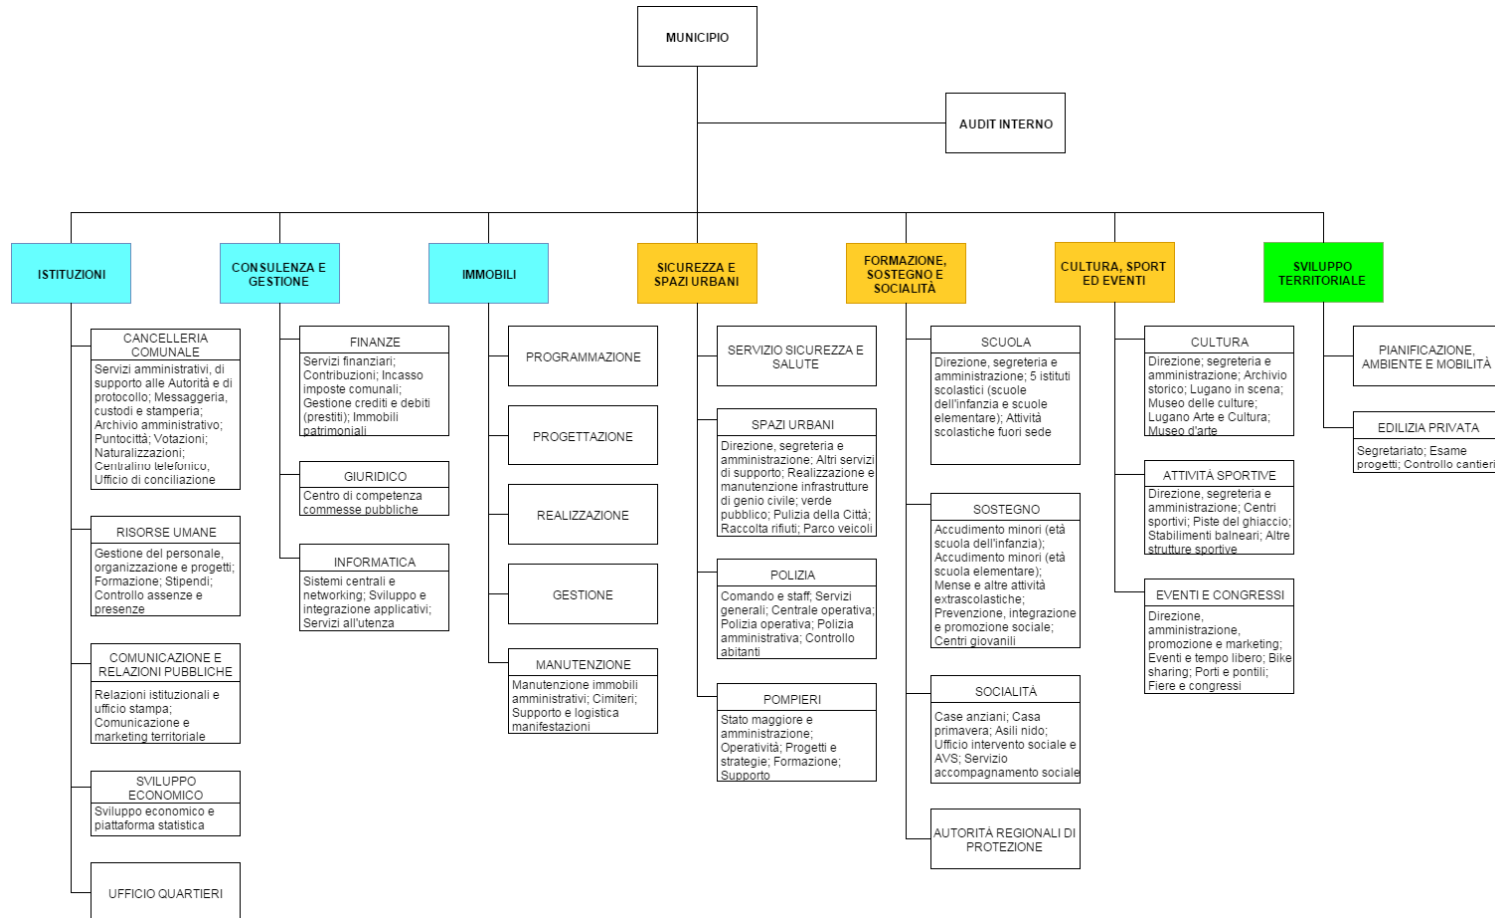 MUNICIPIO
AUDIT INTERNO
ISTITUZIONI
CONSULENZA E
GESTIONE
IMMOBILI
SICUREZZA E
SPAZI URBANI
FORMAZIONE,
SOSTEGNO E
SOCIALITÀ
CULTURA, SPORT
ED EVENTI
SVILUPPO
TERRITORIALE
CANCELLERIA
COMUNALE
Servizi amministrativi, di
supporto alle Autorità e di
protocollo; Messaggeria,
custodi e stamperia;
Archivio amministrativo;
Puntocittà; Votazioni;
Naturalizzazioni;
Centralino telefonico,
Ufficio di conciliazione
RISORSE UMANE
Gestione del personale,
organizzazione e progetti;
Formazione; Stipendi;
Controllo assenze e
presenze
COMUNICAZIONE E
RELAZIONI PUBBLICHE
Relazioni istituzionali e
ufficio stampa;
Comunicazione e
marketing territoriale
SVILUPPO
ECONOMICO
Sviluppo economico e
piattaforma statistica
UFFICIO QUARTIERI
FINANZE
Servizi finanziari;
Contribuzioni; Incasso
imposte comunali;
Gestione crediti e debiti
(prestiti); Immobili
patrimoniali
GIURIDICO
Centro di competenza
commesse pubbliche
INFORMATICA
Sistemi centrali e
networking; Sviluppo e
integrazione applicativi;
Servizi all'utenza
PROGRAMMAZIONE
PROGETTAZIONE
REALIZZAZIONE
GESTIONE
MANUTENZIONE
Manutenzione immobili
amministrativi; Cimiteri;
Supporto e logistica
manifestazioni
SERVIZIO SICUREZZA E
SALUTE
SPAZI URBANI
Direzione, segreteria e
amministrazione; Altri servizi
di supporto; Realizzazione e
manutenzione infrastrutture
di genio civile; verde
pubblico; Pulizia della Città;
Raccolta rifiuti; Parco veicoli
POLIZIA
Comando e staff; Servizi
generali; Centrale operativa;
Polizia operativa; Polizia
amministrativa; Controllo
abitanti
POMPIERI
Stato maggiore e
amministrazione;
Operatività; Progetti e
strategie; Formazione;
Supporto
SCUOLA
Direzione, segreteria e
amministrazione; 5 istituti
scolastici (scuole
dell'infanzia e scuole
elementare); Attività
scolastiche fuori sede
SOSTEGNO
Accudimento minori (età
scuola dell'infanzia);
Accudimento minori (età
scuola elementare);
Mense e altre attività
extrascolastiche;
Prevenzione, integrazione
e promozione sociale;
Centri giovanili
SOCIALITÀ
Case anziani; Casa
primavera; Asili nido;
Ufficio intervento sociale e
AVS; Servizio
accompagnamento sociale
AUTORITÀ REGIONALI DI
PROTEZIONE
CULTURA
Direzione; segreteria e
amministrazione; Archivio
storico; Lugano in scena;
Museo delle culture;
Lugano Arte e Cultura;
Museo d'arte
ATTIVITÀ SPORTIVE
Direzione, segreteria e
amministrazione; Centri
sportivi; Piste del ghiaccio;
Stabilimenti balneari; Altre
strutture sportive
EVENTI E CONGRESSI
Direzione,
amministrazione,
promozione e marketing;
Eventi e tempo libero; Bike
sharing; Porti e pontili;
Fiere e congressi
PIANIFICAZIONE,
AMBIENTE E MOBILITÀ
EDILIZIA PRIVATA
Segretariato; Esame
progetti; Controllo cantieri